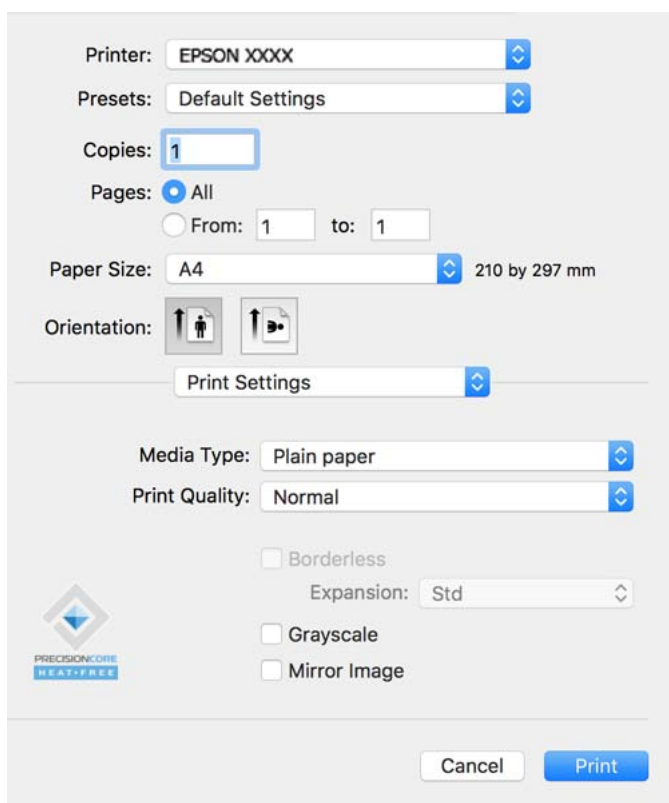 Printer: EPSON XXXX
Presets: Default Settings
Copies: 1
Pages: All
From: 1 to: 1
Paper Size: A4 210 by 297 mm
Orientation:
Print Settings
Media Type: Plain paper
Print Quality: Normal
Borderless
Expansion: Std
Grayscale
PRECISIONCORE
HEAT-FREE
Mirror Image
Cancel Print